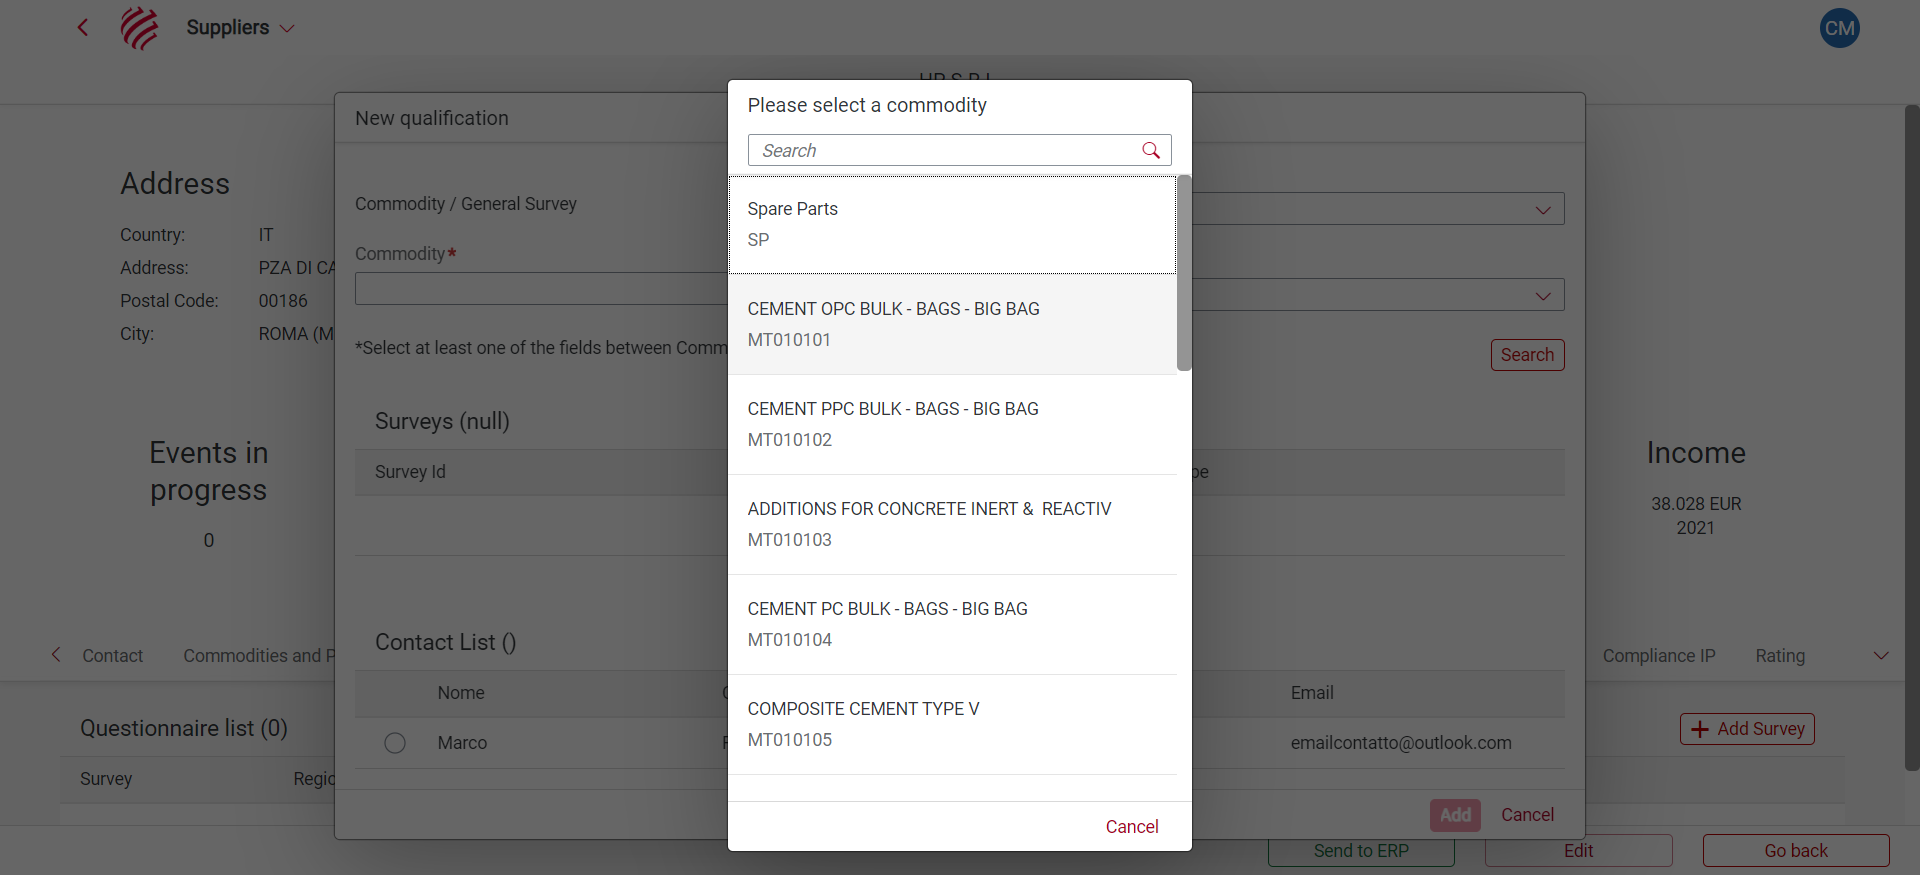 Suppliers
CM
Please select a commodity
Search
Spare Parts
SP
CEMENT OPC BULK - BAGS - BIG BAG
MT010101
CEMENT PPC BULK - BAGS - BIG BAG
MT010102
ADDITIONS FOR CONCRETE INERT &  REACTIV
MT010103
CEMENT PC BULK - BAGS - BIG BAG
MT010104
COMPOSITE CEMENT TYPE V
MT010105
Cancel
New qualification
Commodity / General Survey
Commodity*
*Select at least one of the fields between
Search
Surveys (null)
Survey Id
Contact List ()
Nome Email
Marco emailcontatto@outlook.com
Add Cancel
Address
Country: IT
Address: PZA DI
Postal Code: 00186
City: ROMA
Events in
progress
0
Income
38.028 EUR
2021
Contact Commodities and Compliance IP Rating
Questionnaire list (0) Add Survey
Survey
Send to ERP Edit Go back